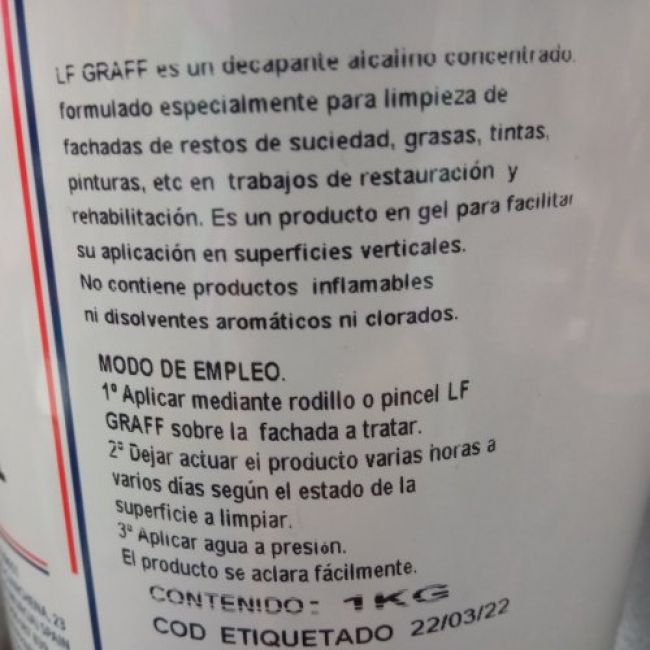 LF GRAFF es un decapante alcalino concentrado.
formulado especialmente para limpieza de
fachadas de restos de suciedad, grasas, tintas,
pinturas, etc en trabajos de restauración y
rehabilitación. Es un producto en gel para facilitar
su aplicación en superficies verticales.
No contiene productos inflamables
ni disolventes aromáticos ni clorados.
MODO DE EMPLEO.
1º Aplicar mediante rodillo o pincel LF
GRAFF sobre la fachada a tratar.
2º Dejar actuar el producto varias horas a
varios días según el estado de la
superficie a limpiar.
3º Aplicar agua a presión.
El producto se aclara fácilmente.
CONTENIDO: 1KG
COD ETIQUETADO 22/03/22
23
SPAIN